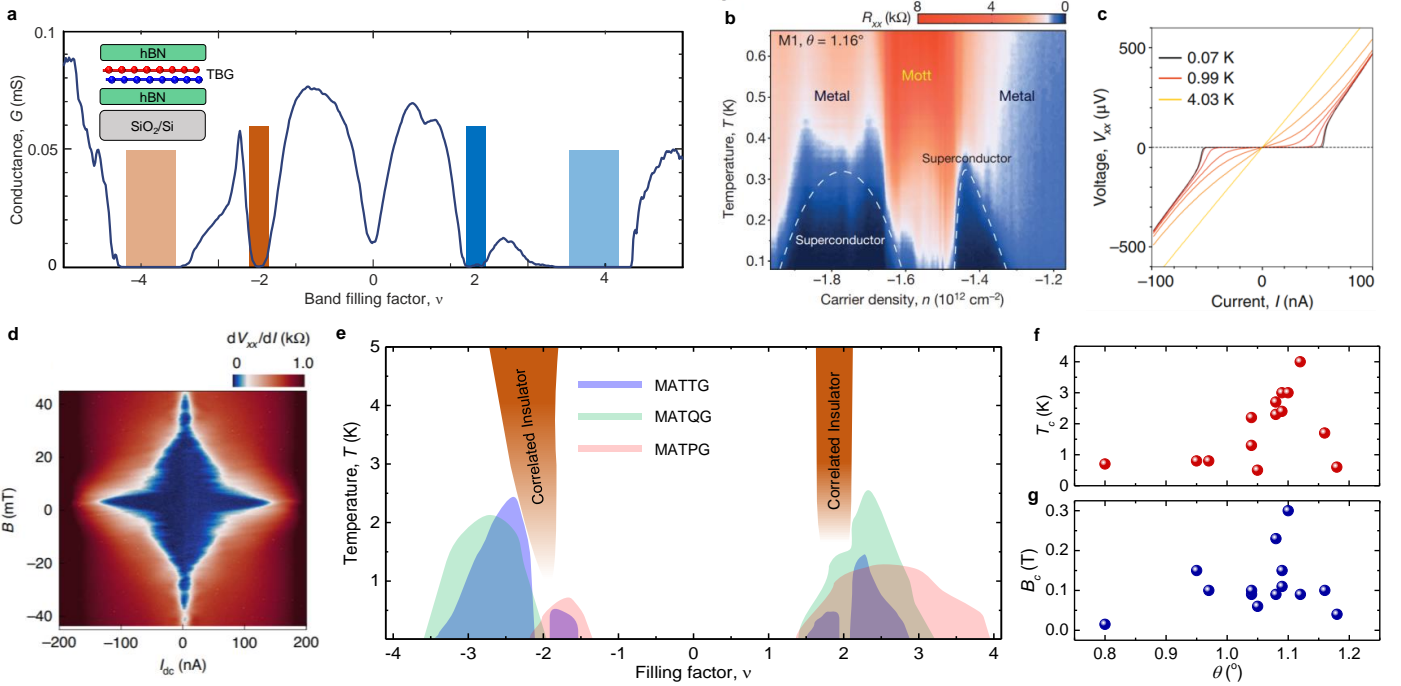 a
0.1
0.05
0
Conductance, G (mS)
hBN
TBG
hBN
SiO₂/Si
−4
−2
0
2
4
Band filling factor, ν
b
Rxx (kΩ)
8
4
0
M1, θ = 1.16°
Mott
Metal
Metal
Superconductor
Superconductor
0.6
0.5
0.4
0.3
0.2
0.1
Temperature, T (K)
−1.8
−1.6
−1.4
−1.2
Carrier density, n (10¹² cm⁻²)
c
500
0
−500
Voltage, Vxx (µV)
0.07 K
0.99 K
4.03 K
−100
0
100
Current, I (nA)
d
dVxx/dI (kΩ)
0
1.0
40
20
0
−20
−40
B (mT)
−200
−100
0
100
200
Idc (nA)
e
5
4
3
2
1
Temperature, T (K)
Correlated Insulator
MATTG
MATQG
MATPG
Correlated Insulator
-4
-3
-2
-1
0
1
2
3
4
Filling factor, ν
f
4
3
2
1
0
Tc (K)
g
0.3
0.2
0.1
0.0
Bc (T)
0.8
0.9
1.0
1.1
1.2
θ (°)